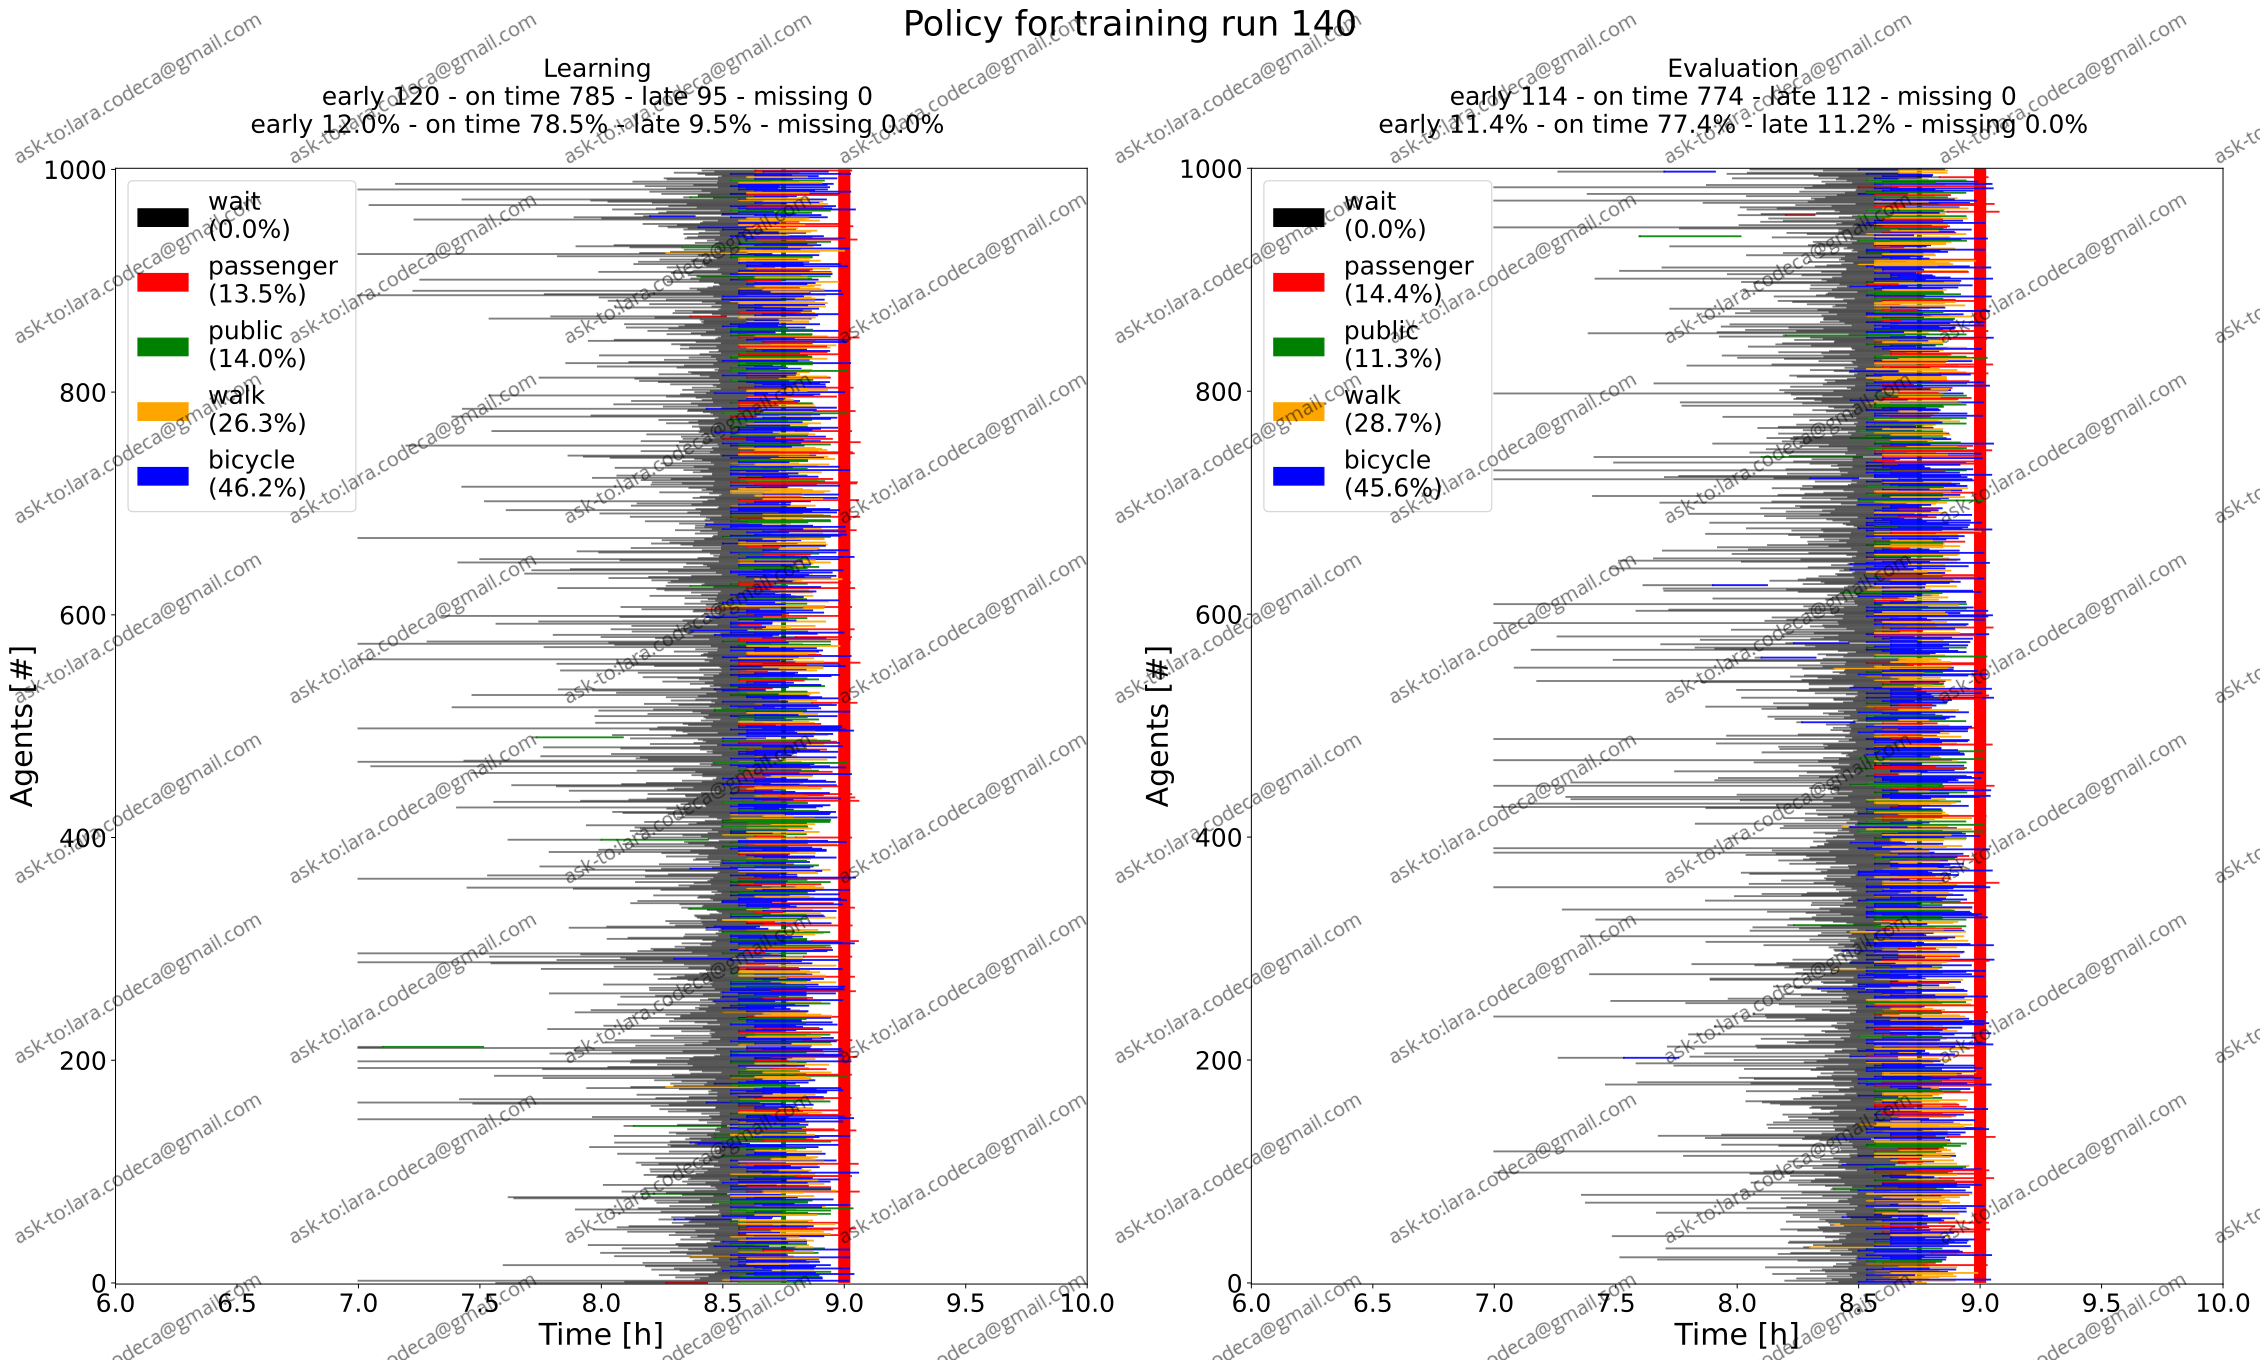 Policy for training run 140
Learning
early 120 - on time 785 - late 95 - missing 0
early 12.0% - on time 78.5% - late 9.5% - missing 0.0%
Agents [#]
1000
800
600
400
200
0
wait
(0.0%)
passenger
(13.5%)
public
(14.0%)
walk
(26.3%)
bicycle
(46.2%)
6.0 6.5 7.0 7.5 8.0 8.5 9.0 9.5 10.0
Time [h]
Evaluation
early 114 - on time 774 - late 112 - missing 0
early 11.4% - on time 77.4% - late 11.2% - missing 0.0%
Agents [#]
1000
800
600
400
200
0
wait
(0.0%)
passenger
(14.4%)
public
(11.3%)
walk
(28.7%)
bicycle
(45.6%)
6.0 6.5 7.0 7.5 8.0 8.5 9.0 9.5 10.0
Time [h]
ask-to:lara.codeca@gmail.com